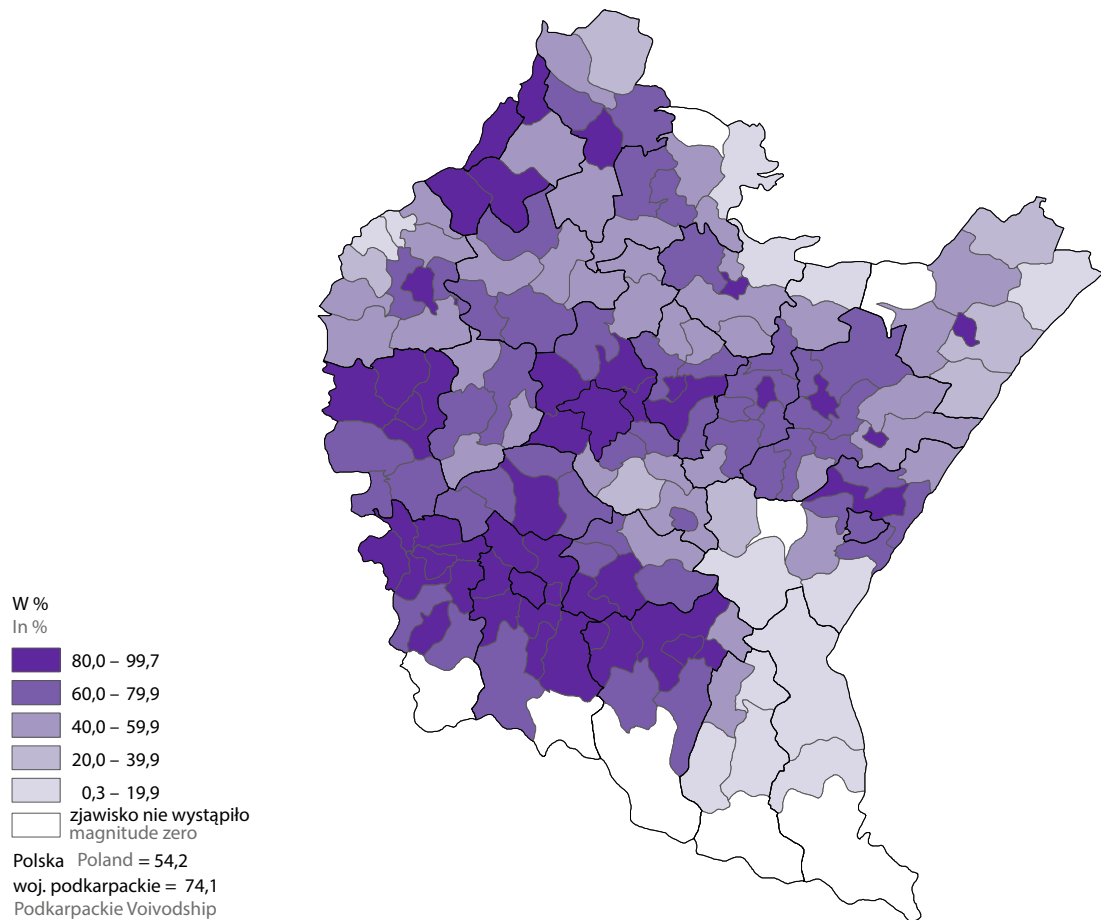 W %
In %
80,0 – 99,7
60,0 – 79,9
40,0 – 59,9
20,0 – 39,9
0,3 – 19,9
zjawisko nie wystąpiło
magnitude zero
Polska Poland = 54,2
woj. podkarpackie = 74,1
Podkarpackie Voivodship